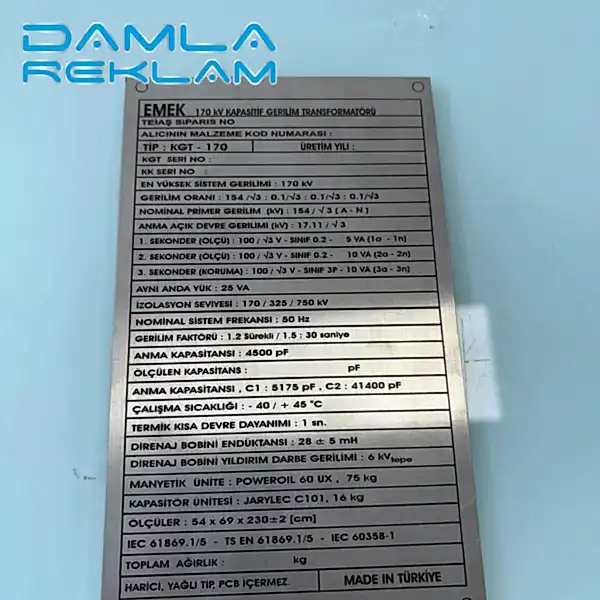 DAMLA
REKLAM
EMEK 170 kV KAPASİTİF GERİLİM TRANSFORMATÖRÜ
TEİAŞ SİPARİS NO
ALICININ MALZEME KOD NUMARASI :
TİP : KGT - 170 ÜRETİM YILI :
KGT SERİ NO :
KK SERİ NO :
EN YÜKSEK SİSTEM GERİLİMİ : 170 kV
GERİLİM ORANI : 154 /√3 : 0.1/√3 : 0.1/√3 : 0.1/√3
NOMİNAL PRİMER GERİLİM (kV) : 154 / √ 3 [ A - N ]
ANMA AÇIK DEVRE GERİLİMİ (kV) : 17.11 / √ 3
1. SEKONDER (ÖLÇÜ) : 100 / √3 V - SINIF 0.2 - 5 VA (1a - 1n)
2. SEKONDER (ÖLÇÜ) : 100 / √3 V - SINIF 0.2 - 10 VA (2a - 2n)
3. SEKONDER (KORUMA) : 100 / √3 V - SINIF 3P - 10 VA (3a - 3n)
AYNI ANDA YÜK : 25 VA
İZOLASYON SEVİYESİ : 170 / 325 / 750 kV
NOMİNAL SİSTEM FREKANSI : 50 Hz
GERİLİM FAKTÖRÜ : 1.2 Sürekli / 1.5 : 30 saniye
ANMA KAPASİTANSI : 4500 pF
ÖLÇÜLEN KAPASİTANS : pF
ANMA KAPASİTANSI , C1 : 5175 pF , C2 : 41400 pF
ÇALIŞMA SICAKLIĞI : - 40 / + 45 °C
TERMİK KISA DEVRE DAYANIMI : 1 sn.
DİRENAJ BOBİNİ ENDÜKTANSI : 28 ± 5 mH
DİRENAJ BOBİNİ YILDIRIM DARBE GERİLİMİ : 6 kVtepe
MANYETİK ÜNİTE : POWEROIL 60 UX , 75 kg
KAPASİTÖR ÜNİTESİ : JARYLEC C101, 16 kg
ÖLÇÜLER : 54 x 69 x 230±2 [cm]
IEC 61869.1/5 - TS EN 61869.1/5 - IEC 60358-1
TOPLAM AĞIRLIK : kg
HARİCİ, YAĞLI TİP, PCB İÇERMEZ. MADE IN TÜRKİYE